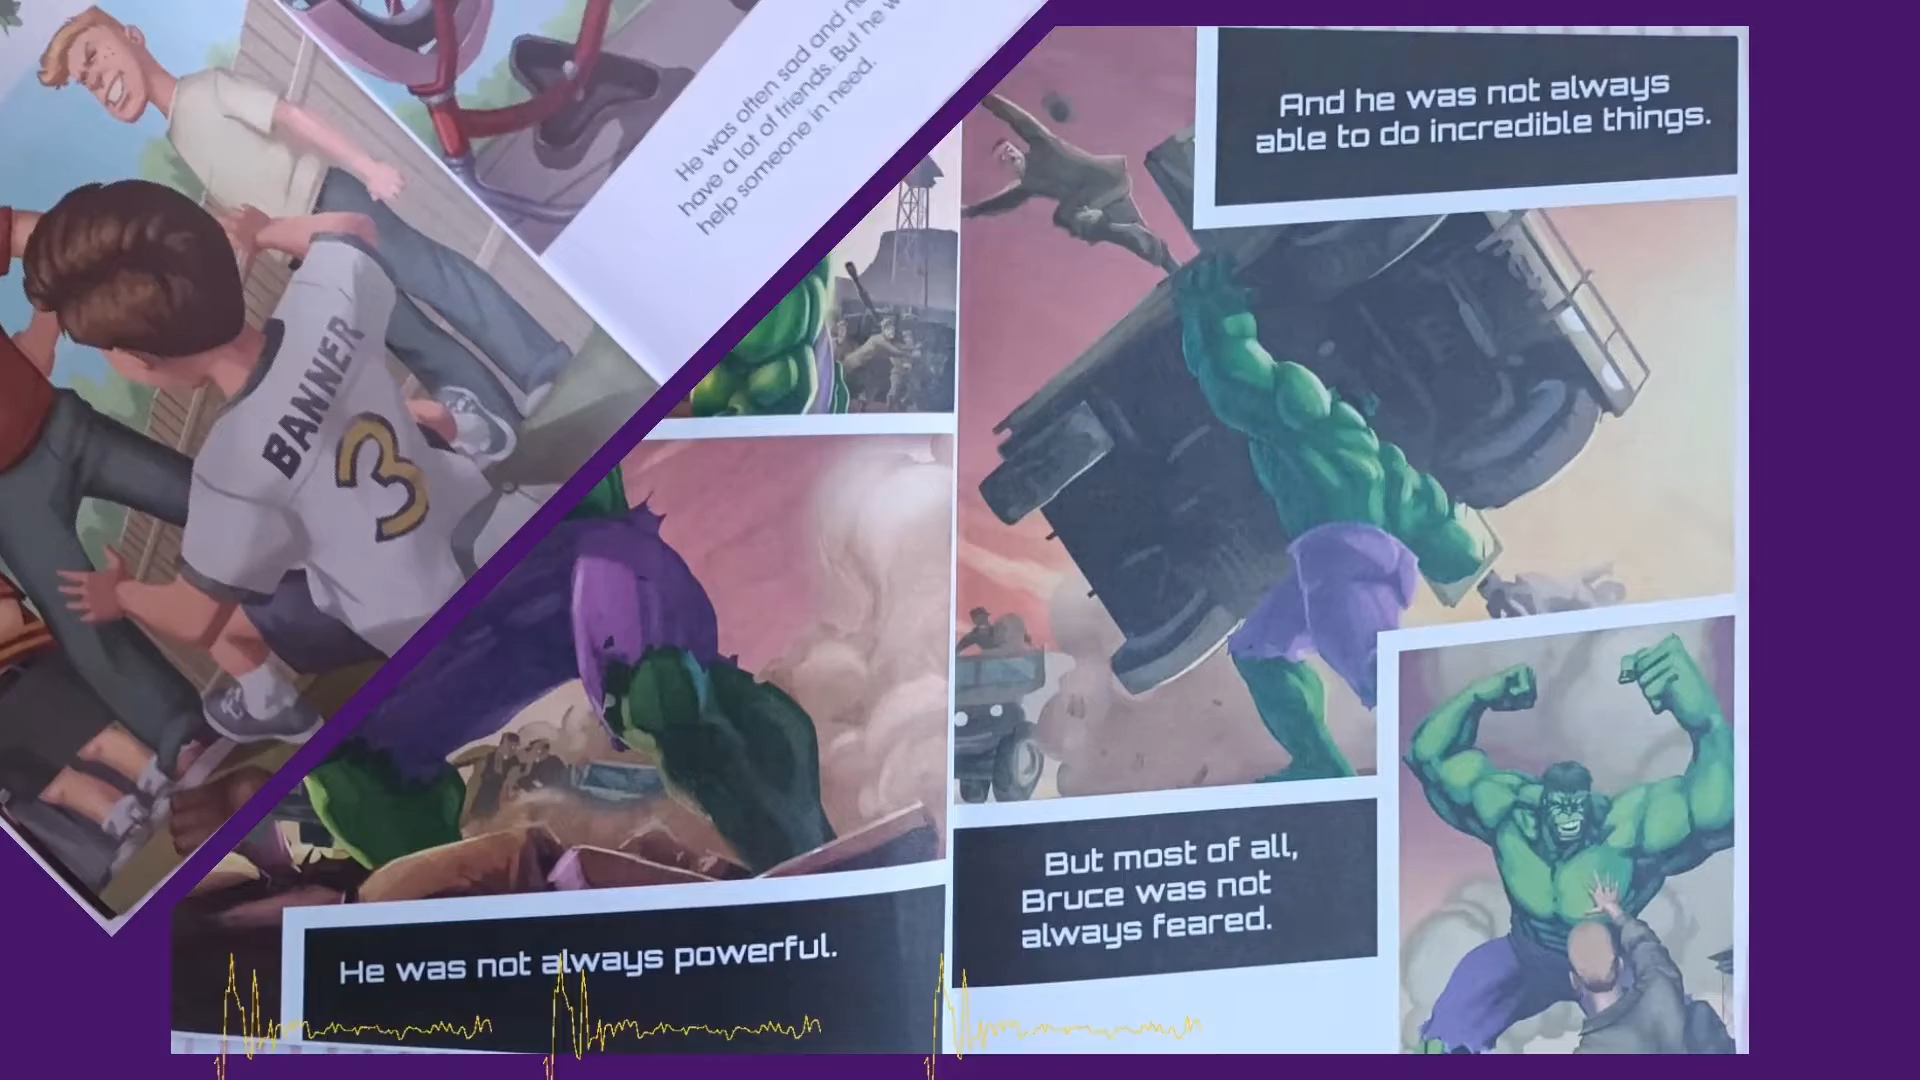 He was often sad and
have a lot of friends. But he
help someone in need.
BANNER
3
He was not always powerful.
And he was not always
able to do incredible things.
But most of all,
Bruce was not
always feared.